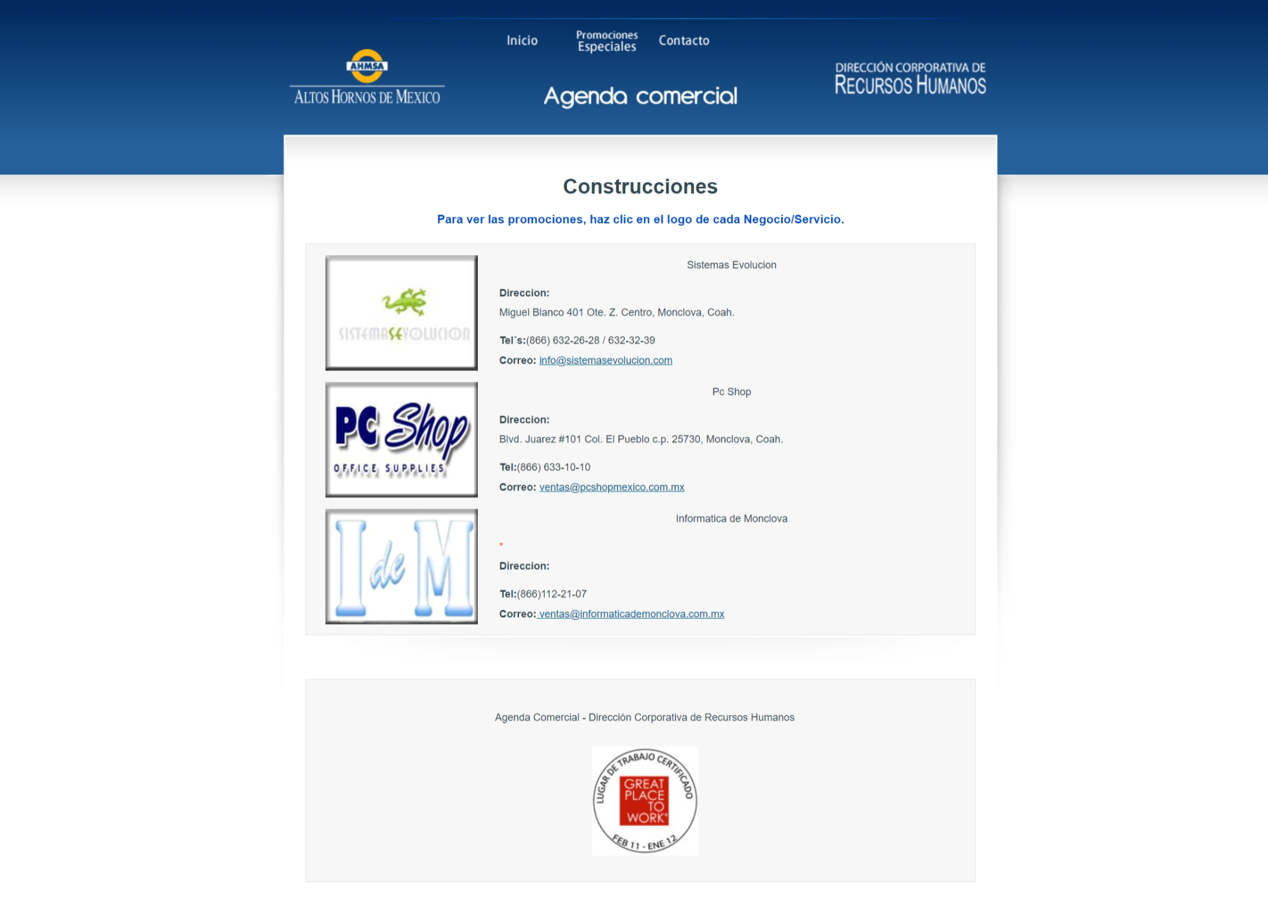 Inicio
Promociones
Especiales
Contacto
AHMSA
ALTOS HORNOS DE MEXICO
Agenda comercial
DIRECCIÓN CORPORATIVA DE
RECURSOS HUMANOS
Construcciones
Para ver las promociones, haz clic en el logo de cada Negocio/Servicio.
SISTEMASEVOLUCION
Sistemas Evolucion
Direccion:
Miguel Blanco 401 Ote. Z. Centro, Monclova, Coah.
Tel´s:(866) 632-26-28 / 632-32-39
Correo: info@sistemasevolucion.com
PC Shop
OFFICE SUPPLIES
Pc Shop
Direccion:
Blvd. Juarez #101 Col. El Pueblo c.p. 25730, Monclova, Coah.
Tel:(866) 633-10-10
Correo: ventas@pcshopmexico.com.mx
I de M
Informatica de Monclova
*
Direccion:
Tel:(866)112-21-07
Correo: ventas@informaticademonclova.com.mx
Agenda Comercial - Dirección Corporativa de Recursos Humanos
LUGAR DE TRABAJO CERTIFICADO
GREAT
PLACE
TO
WORK®
FEB 11 - ENE 12